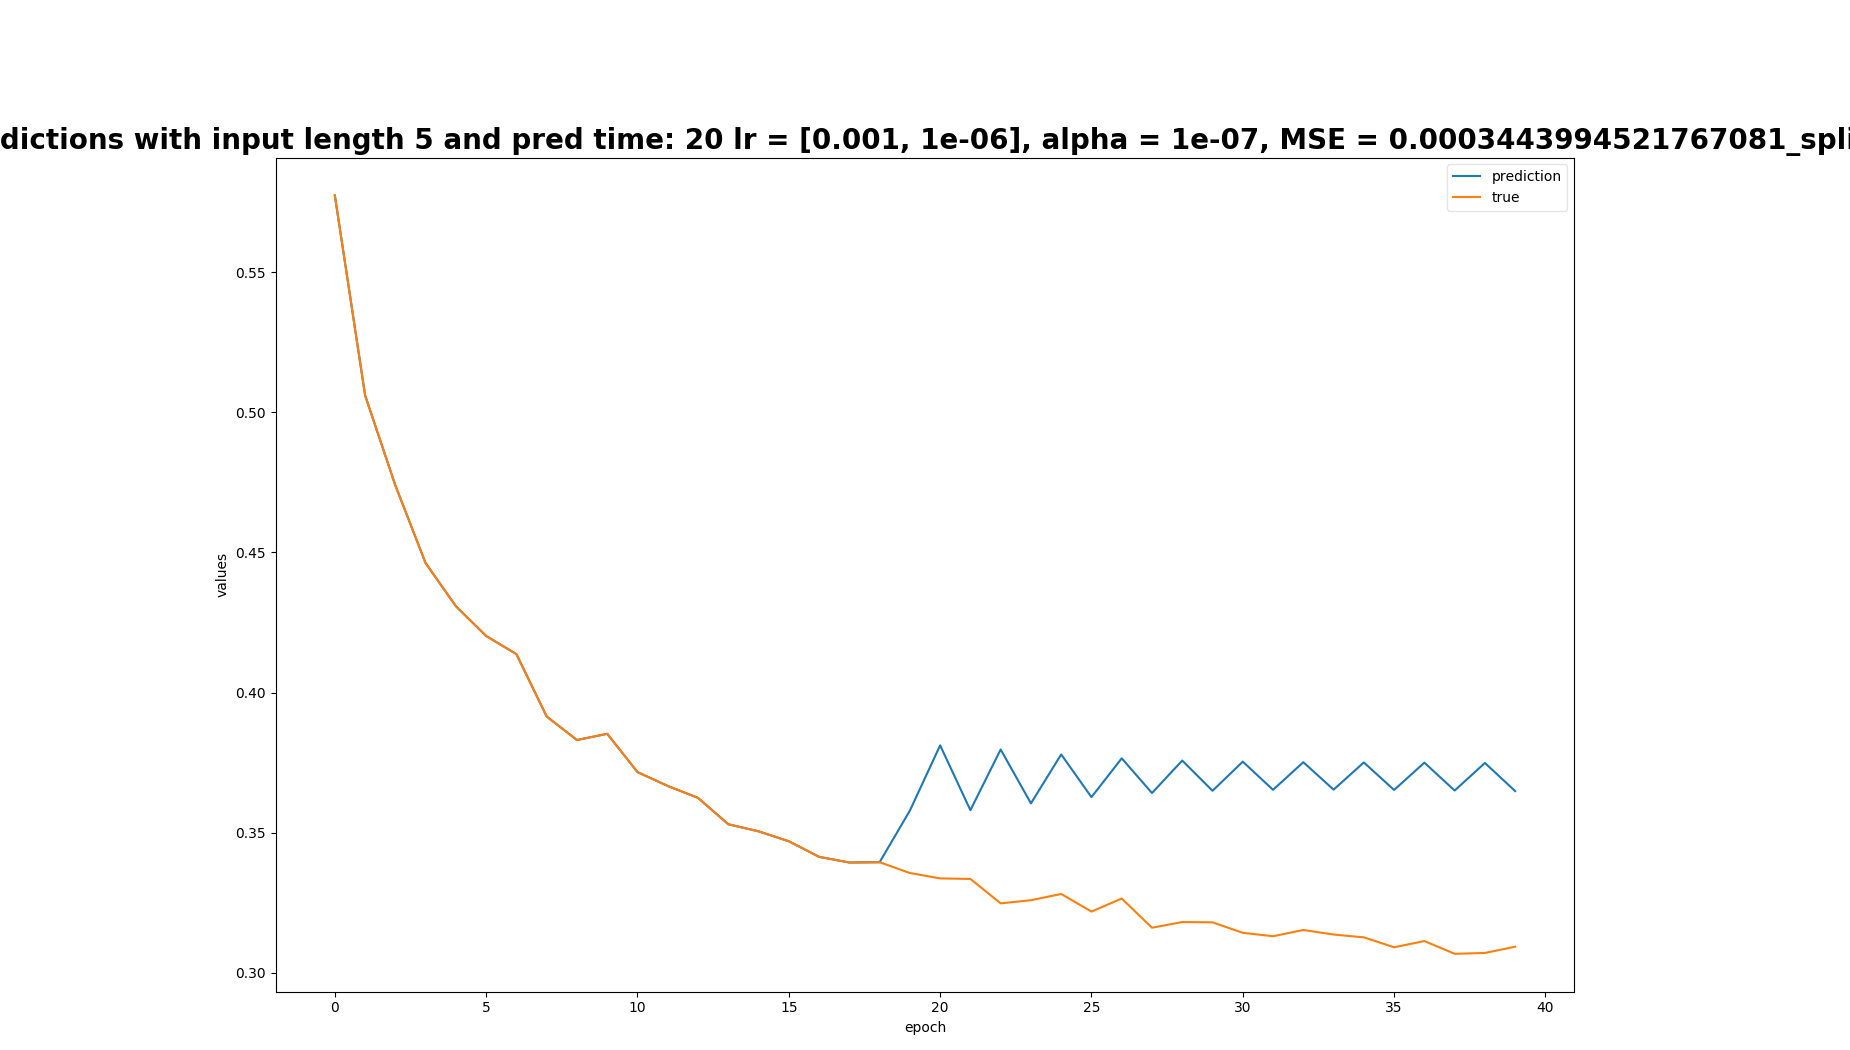 dictions with input length 5 and pred time: 20 lr = [0.001, 1e-06], alpha = 1e-07, MSE = 0.0003443994521767081_spli
prediction
true
0.55
0.50
0.45
0.40
0.35
0.30
values
0 5 10 15 20 25 30 35 40
epoch